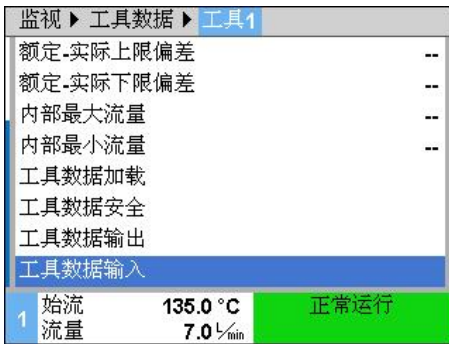 监视 ▶ 工具数据 ▶ 工具1
额定-实际上限偏差 --
额定-实际下限偏差 --
内部最大流量 --
内部最小流量 --
工具数据加载
工具数据安全
工具数据输出
工具数据输入
1 始流 135.0 °C 正常运行
流量 7.0 L/min